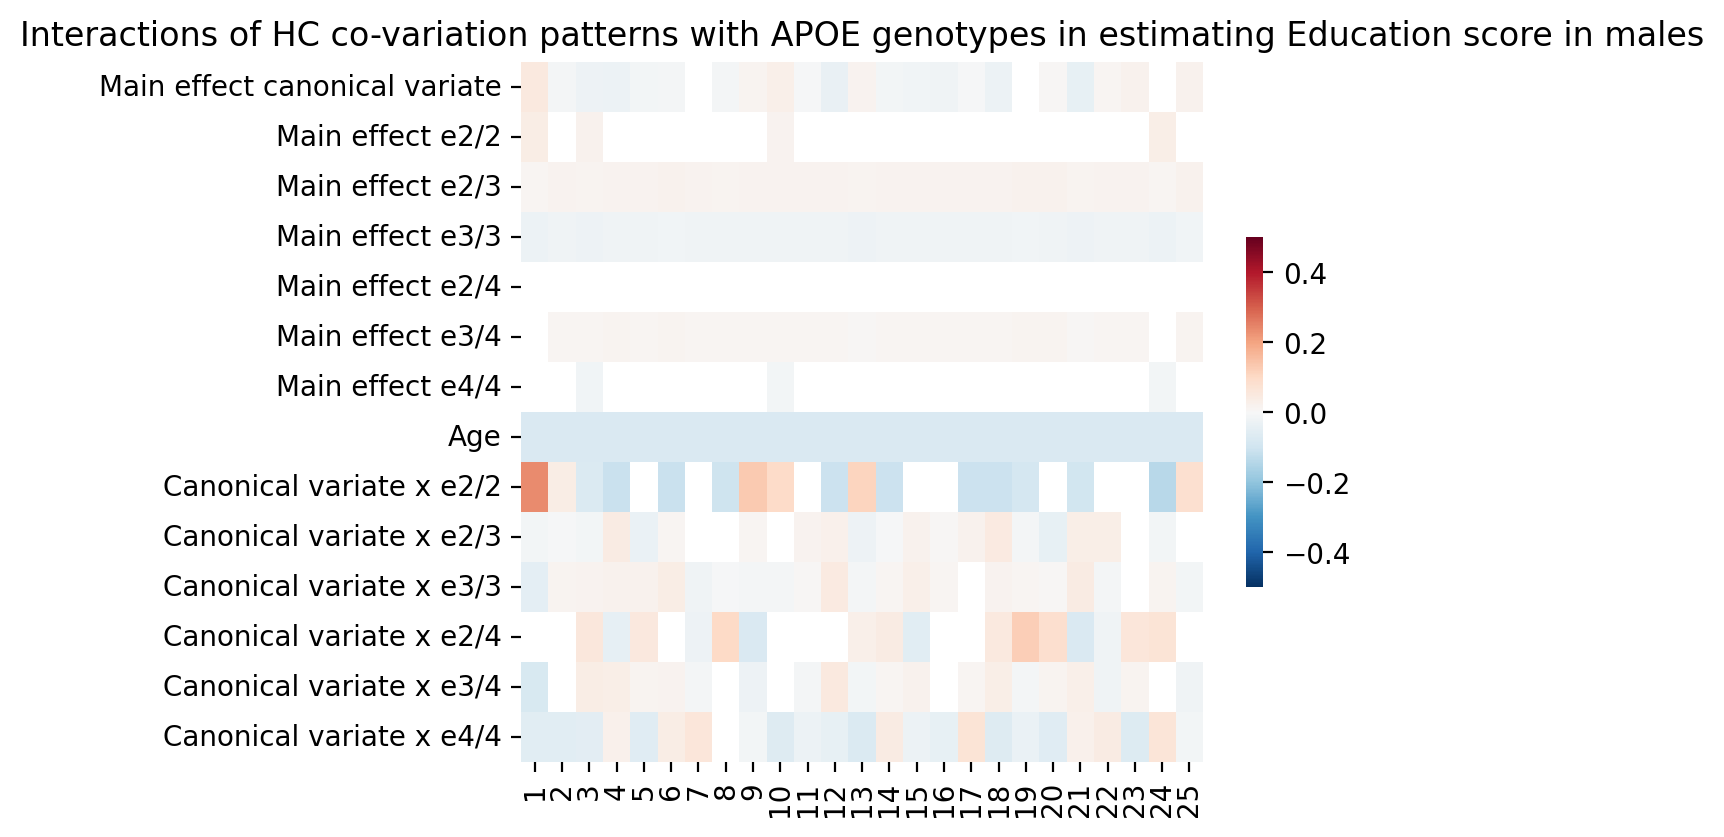 Interactions of HC co-variation patterns with APOE genotypes in estimating Education score in males
Main effect canonical variate
Main effect e2/2
Main effect e2/3
Main effect e3/3
Main effect e2/4
Main effect e3/4
Main effect e4/4
Age
Canonical variate x e2/2
Canonical variate x e2/3
Canonical variate x e3/3
Canonical variate x e2/4
Canonical variate x e3/4
Canonical variate x e4/4
1 2 3 4 5 6 7 8 9 10 11 12 13 14 15 16 17 18 19 20 21 22 23 24 25
0.4
0.2
0.0
−0.2
−0.4